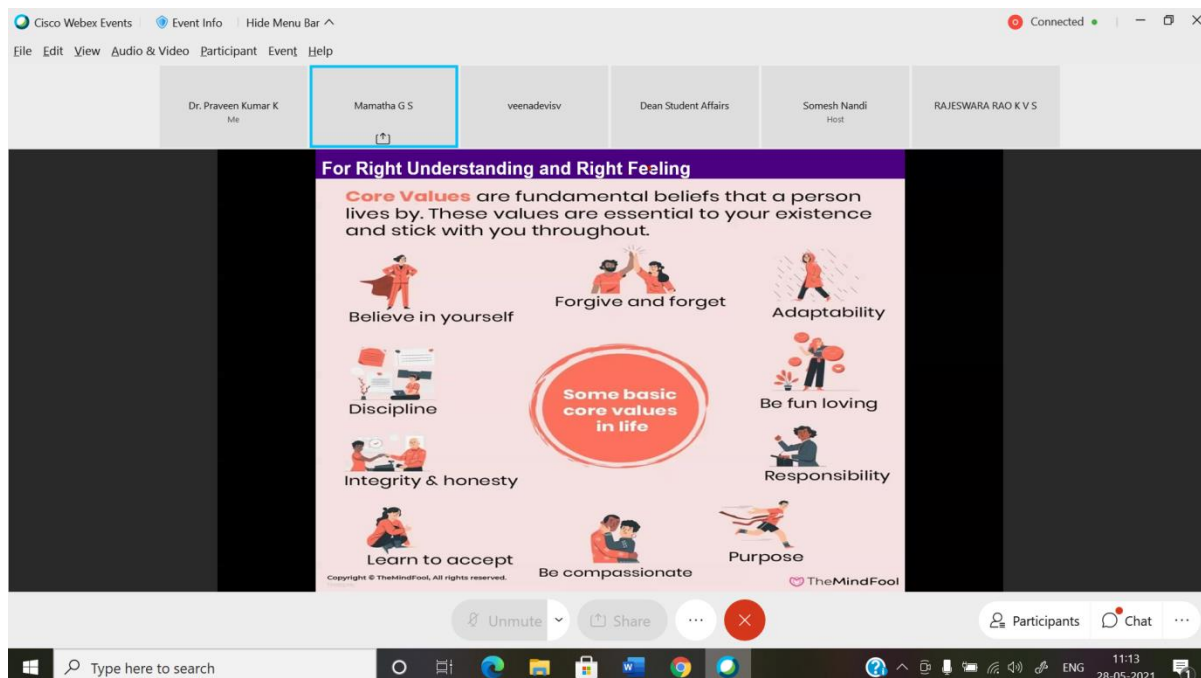 Cisco Webex Events Event Info Hide Menu Bar
Connected
File Edit View Audio & Video Participant Event Help
Dr. Praveen Kumar K
Me
Mamatha G S
veenadevisv
Dean Student Affairs
Somesh Nandi
Host
RAJESWARA RAO K V S
For Right Understanding and Right Feeling
Core Values are fundamental beliefs that a person
lives by. These values are essential to your existence
and stick with you throughout.
Believe in yourself
Forgive and forget
Adaptability
Discipline
Some basic
core values
in life
Be fun loving
Integrity & honesty
Responsibility
Learn to accept
Be compassionate
Purpose
Copyright © TheMindFool, All rights reserved.
TheMindFool
Unmute
Share
Participants
Chat
Type here to search
ENG
11:13
28-05-2021